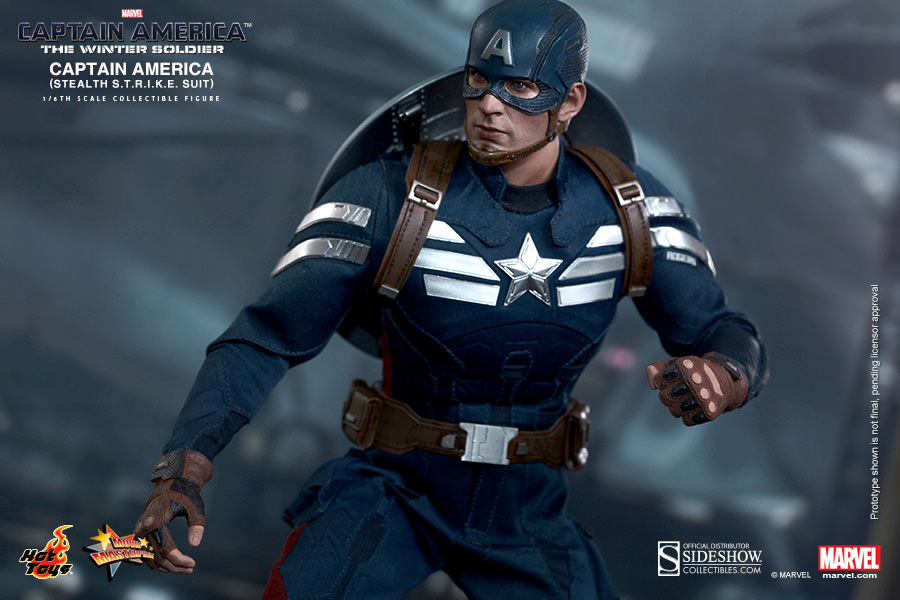 MARVEL
CAPTAIN AMERICA™
THE WINTER SOLDIER
CAPTAIN AMERICA
(STEALTH S.T.R.I.K.E. SUIT)
1/6TH SCALE COLLECTIBLE FIGURE
A
ROGERS
Prototype shown is not final, pending licensor approval
Hot Toys
MOVIE MASTERPIECE
S
OFFICIAL DISTRIBUTOR
SIDESHOW
COLLECTIBLES.COM
© MARVEL
MARVEL
marvel.com